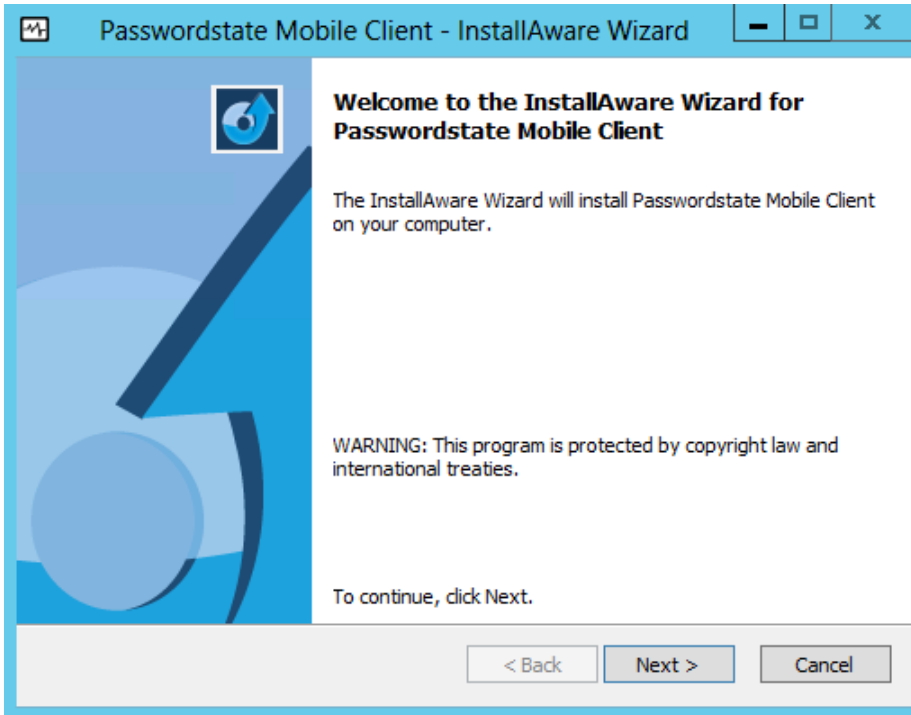 Passwordstate Mobile Client - InstallAware Wizard
Welcome to the InstallAware Wizard for
Passwordstate Mobile Client
The InstallAware Wizard will install Passwordstate Mobile Client
on your computer.
WARNING: This program is protected by copyright law and
international treaties.
To continue, click Next.
< Back Next > Cancel